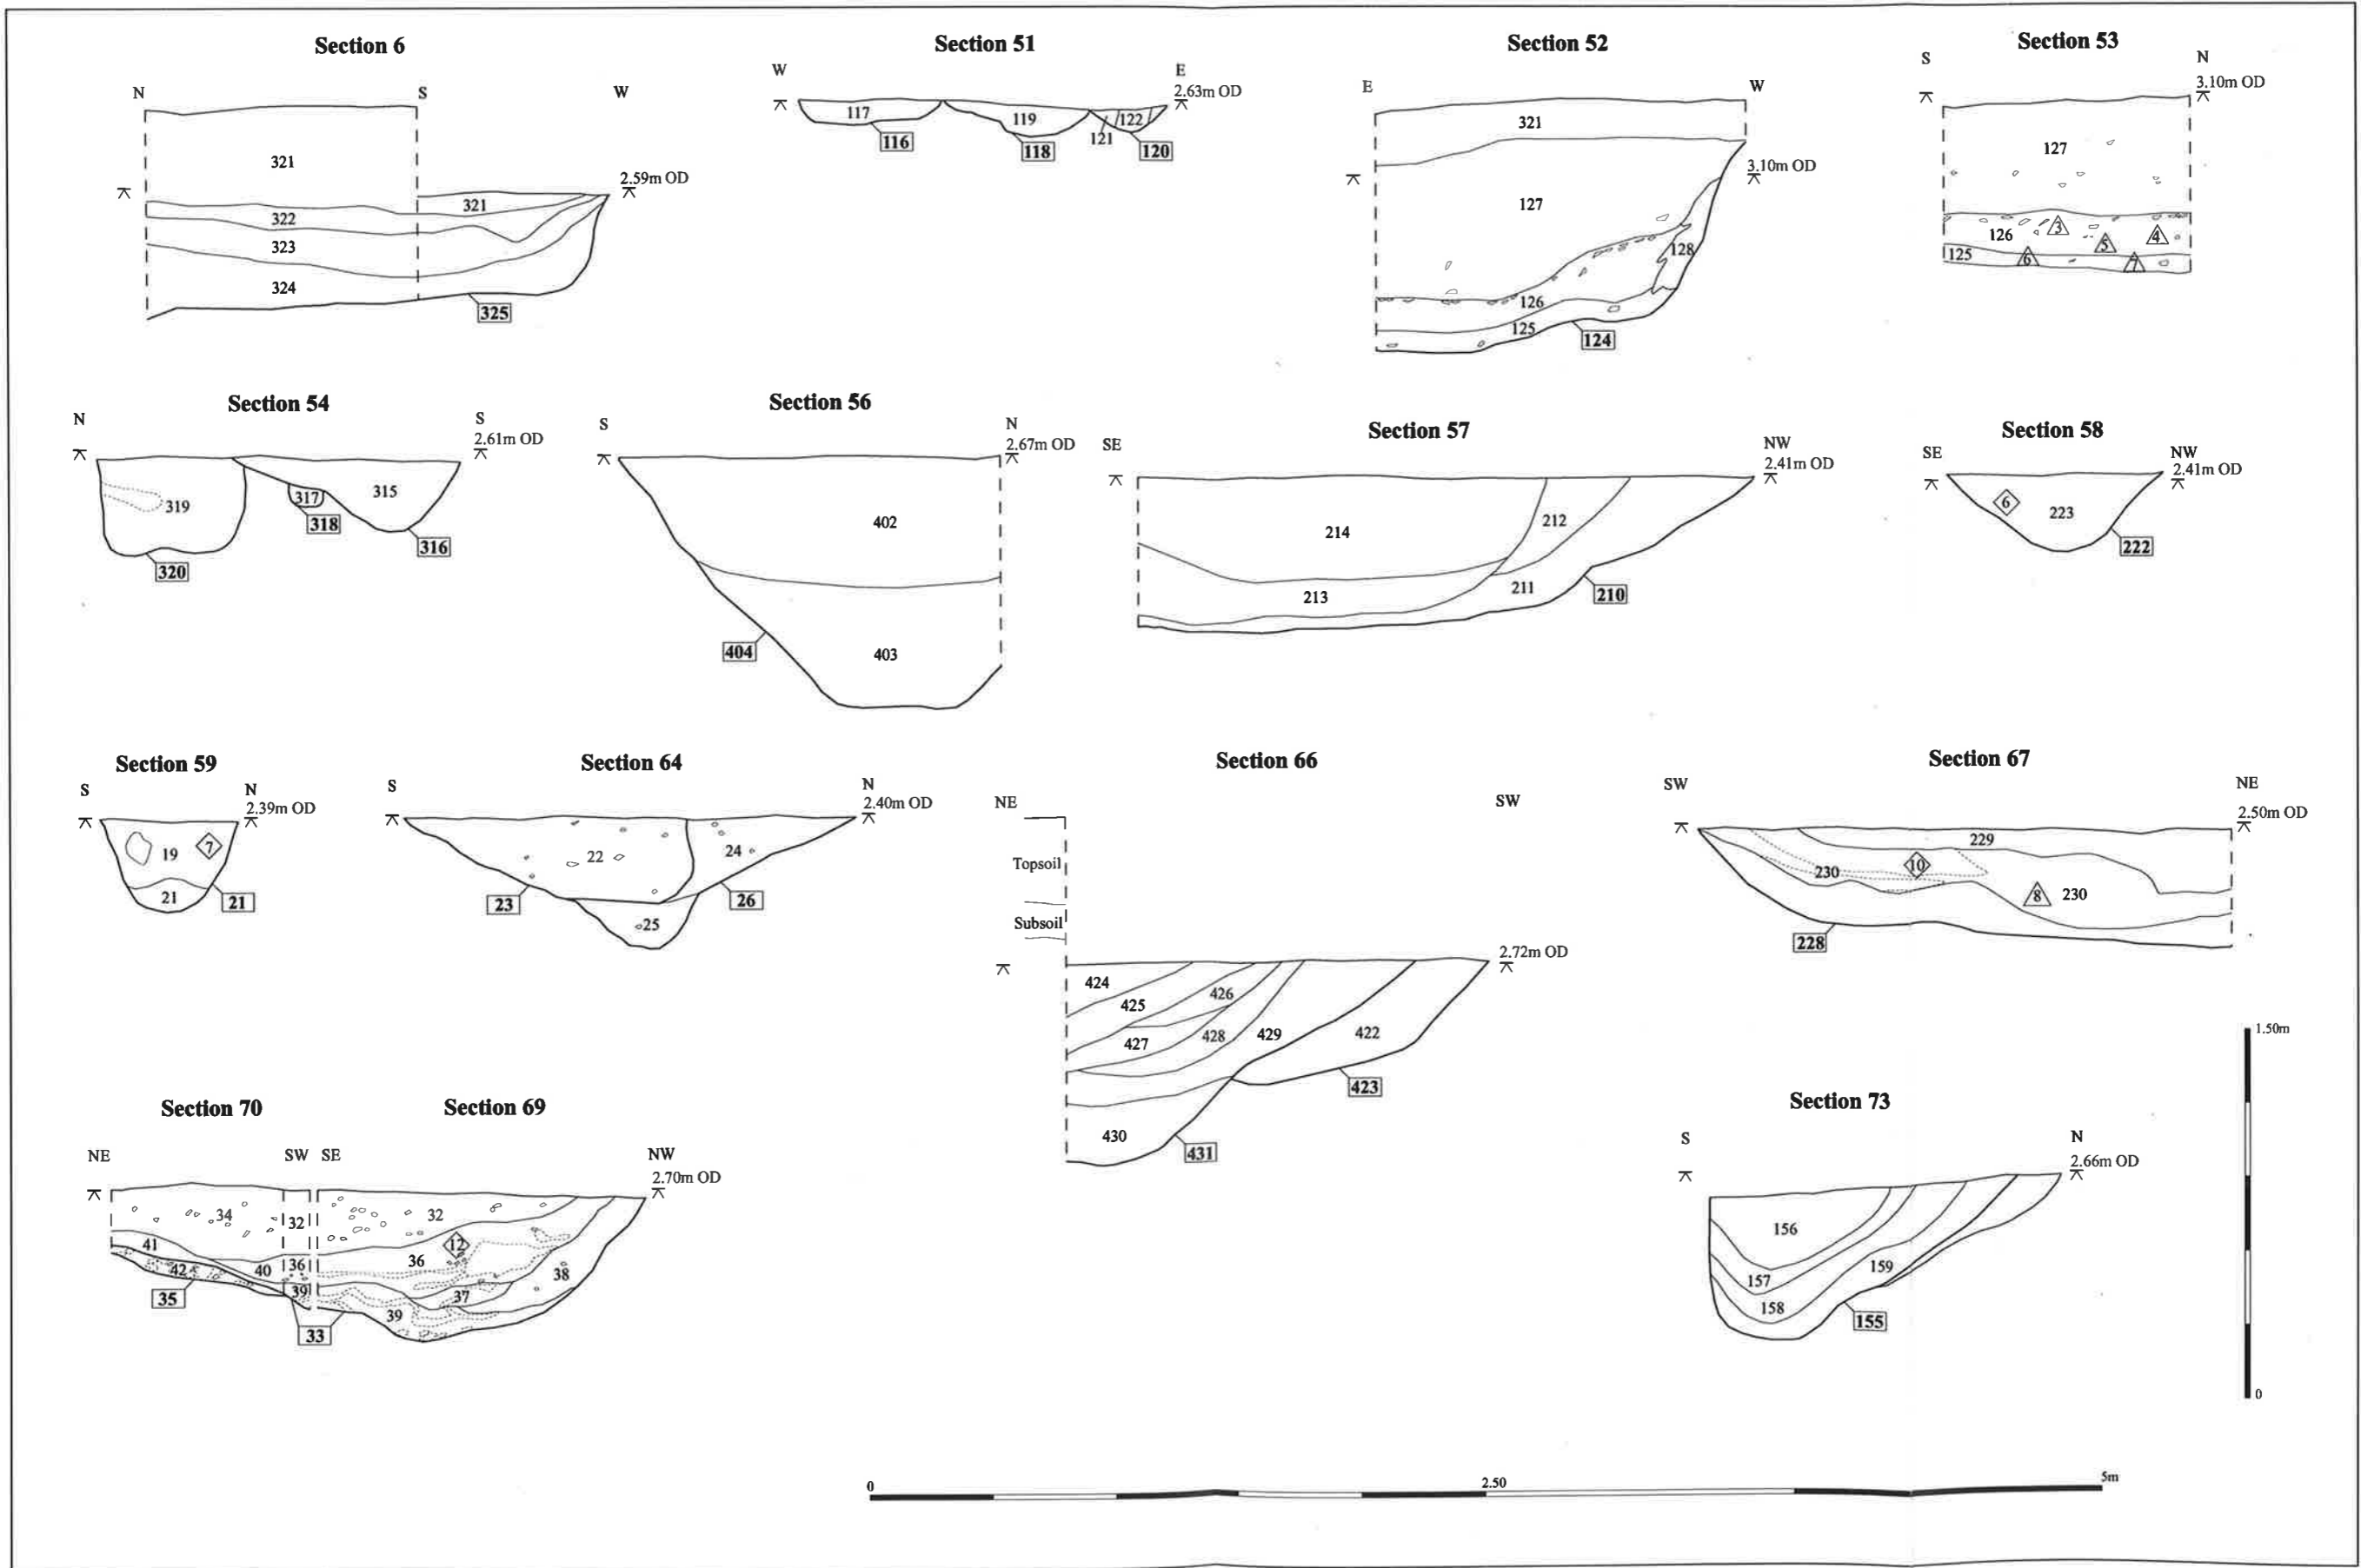 Section 6
N S W
2.59m OD
321
321
322
323
324
325
Section 51
W E
2.63m OD
117 119 122
121
116 118 120
Section 52
E W
321
3.10m OD
127
128
126
125
124
Section 53
S N
3.10m OD
127
126 3 5 4
125 6 7
Section 54
N S
2.61m OD
319 317 315
318
316
320
Section 56
S N
2.67m OD
402
403
404
Section 57
SE NW
2.41m OD
214 212
213 211 210
Section 58
SE NW
2.41m OD
6 223
222
Section 59
S N
2.39m OD
19 7
21 21
Section 64
S N
2.40m OD
22 24
23 26
25
Section 66
NE SW
Topsoil
Subsoil
2.72m OD
424
425 426
427 428 429 422
423
430
431
Section 67
SW NE
2.50m OD
229
230 10
8 230
228
1.50m
0
Section 70 Section 69
NE SW SE NW
2.70m OD
34 32 32
41 36 12
42 40 36 38
35 39 37
39
33
Section 73
S N
2.66m OD
156
157 159
158
155
0 2.50 5m